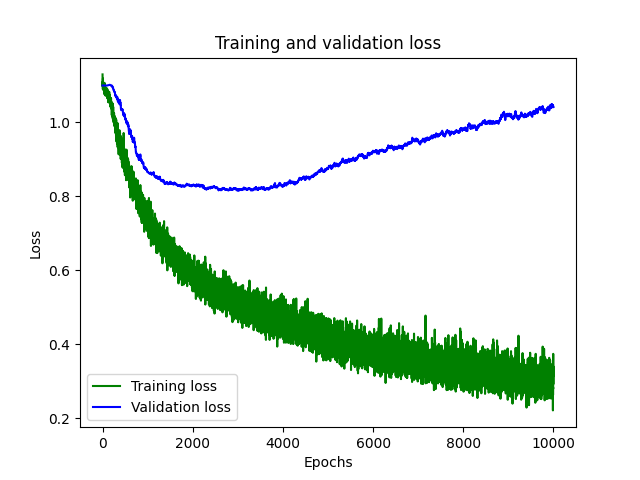 Training and validation loss
Loss
1.0
0.8
0.6
0.4
0.2
Training loss
Validation loss
0
2000
4000
6000
8000
10000
Epochs